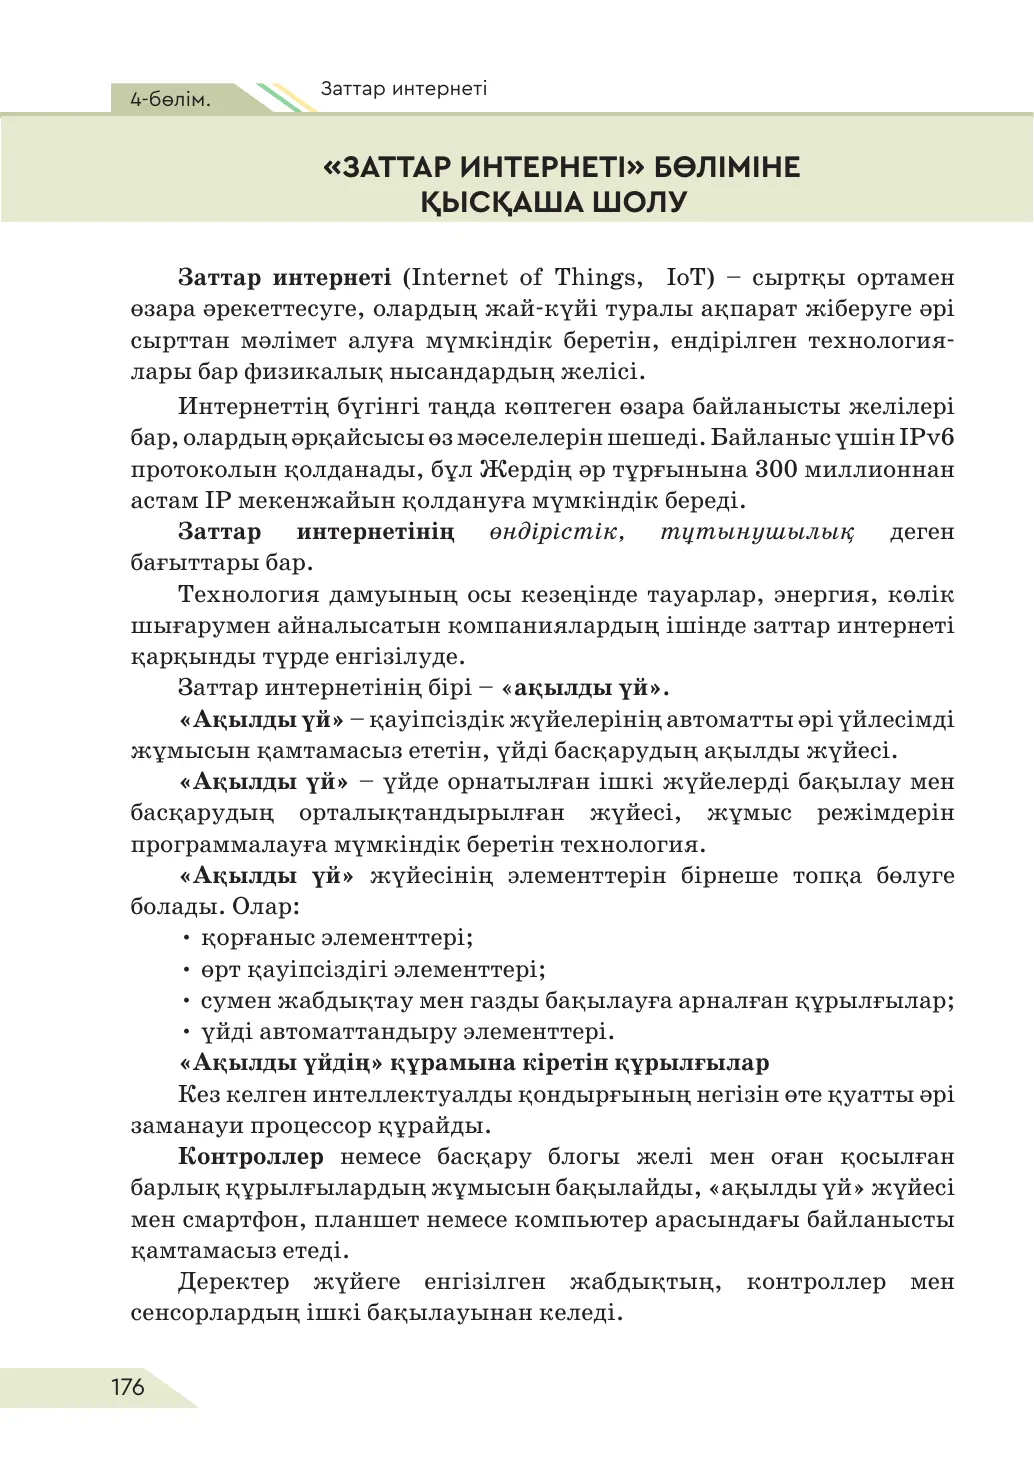 4-бөлім.
Заттар интернеті
«ЗАТТАР ИНТЕРНЕТІ» БӨЛІМІНЕ
ҚЫСҚАША ШОЛУ
Заттар интернеті (Internet of Things, IoT) – сыртқы ортамен
өзара әрекеттесуге, олардың жай-күйі туралы ақпарат жіберуге әрі
сырттан мәлімет алуға мүмкіндік беретін, ендірілген технология-
лары бар физикалық нысандардың желісі.
Интернеттің бүгінгі таңда көптеген өзара байланысты желілері
бар, олардың әрқайсысы өз мәселелерін шешеді. Байланыс үшін IPv6
протоколын қолданады, бұл Жердің әр тұрғынына 300 миллионнан
астам IP мекенжайын қолдануға мүмкіндік береді.
Заттар интернетінің өндірістік, тұтынушылық деген
бағыттары бар.
Технология дамуының осы кезеңінде тауарлар, энергия, көлік
шығарумен айналысатын компаниялардың ішінде заттар интернеті
қарқынды түрде енгізілуде.
Заттар интернетінің бірі – «ақылды үй».
«Ақылды үй» – қауіпсіздік жүйелерінің автоматты әрі үйлесімді
жұмысын қамтамасыз ететін, үйді басқарудың ақылды жүйесі.
«Ақылды үй» – үйде орнатылған ішкі жүйелерді бақылау мен
басқарудың орталықтандырылған жүйесі, жұмыс режімдерін
программалауға мүмкіндік беретін технология.
«Ақылды үй» жүйесінің элементтерін бірнеше топқа бөлуге
болады. Олар:
• қорғаныс элементтері;
• өрт қауіпсіздігі элементтері;
• сумен жабдықтау мен газды бақылауға арналған құрылғылар;
• үйді автоматтандыру элементтері.
«Ақылды үйдің» құрамына кіретін құрылғылар
Кез келген интеллектуалды қондырғының негізін өте қуатты әрі
заманауи процессор құрайды.
Контроллер немесе басқару блогы желі мен оған қосылған
барлық құрылғылардың жұмысын бақылайды, «ақылды үй» жүйесі
мен смартфон, планшет немесе компьютер арасындағы байланысты
қамтамасыз етеді.
Деректер жүйеге енгізілген жабдықтың, контроллер мен
сенсорлардың ішкі бақылауынан келеді.
176